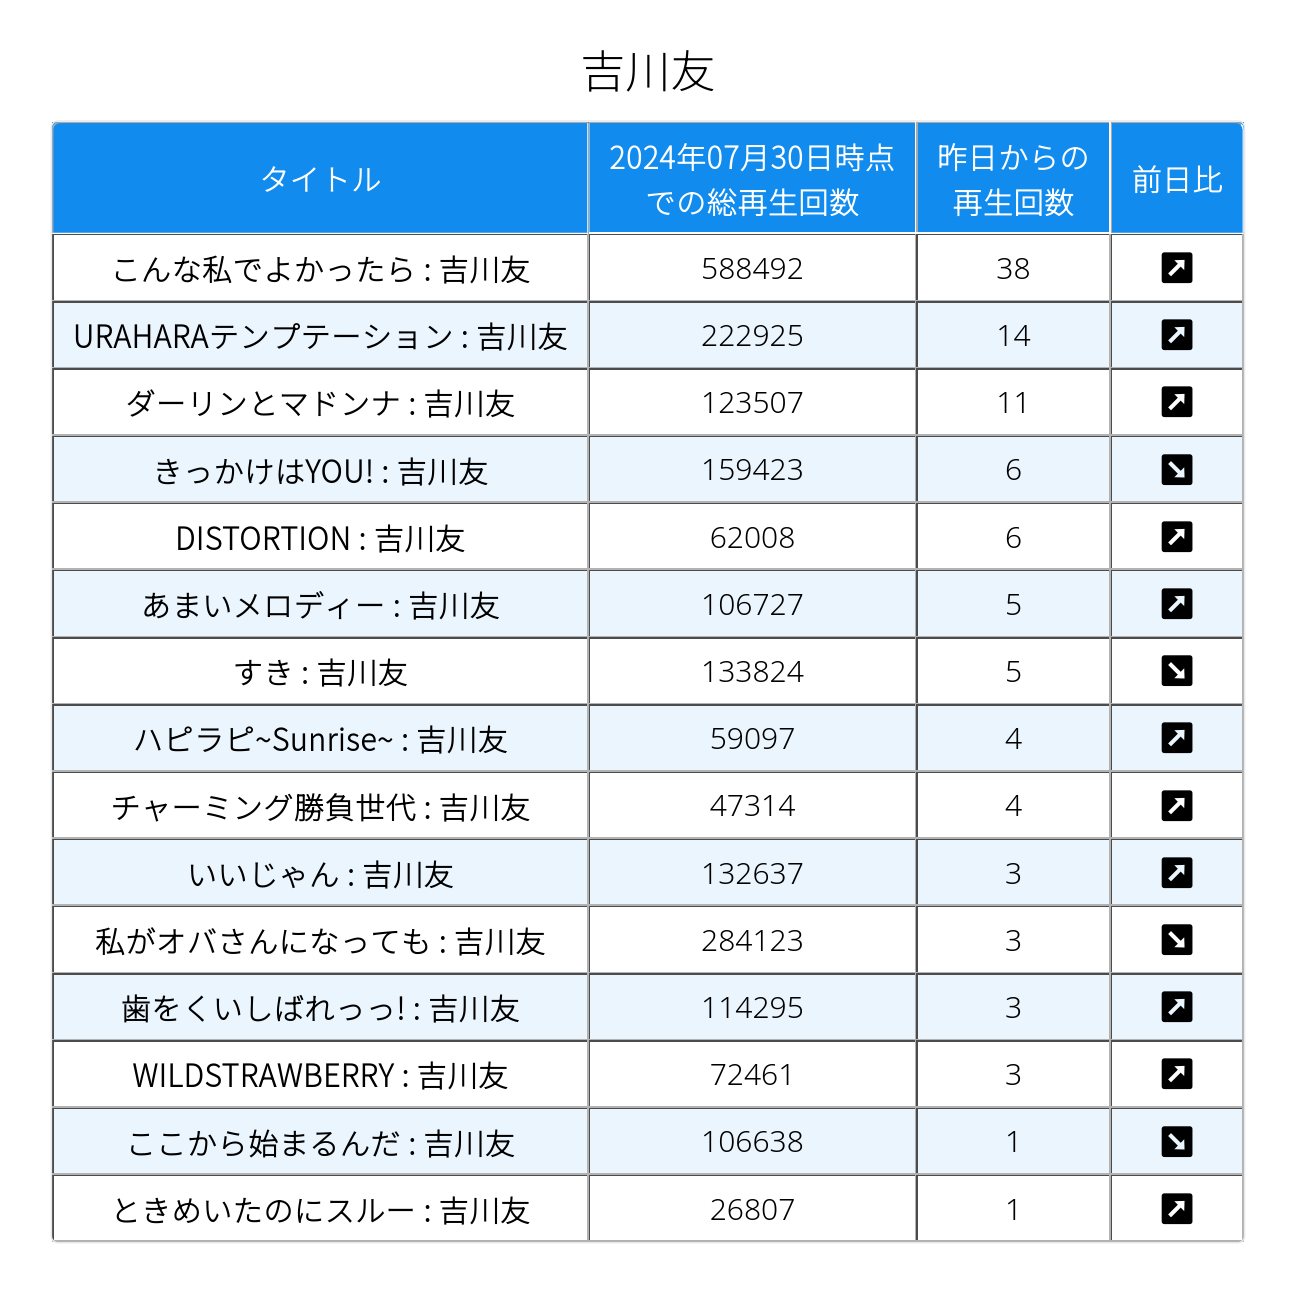 吉川友
タイトル 2024年07月30日時点での総再生回数 昨日からの再生回数 前日比
こんな私でよかったら : 吉川友 588492 38 ↗
URAHARAテンプテーション : 吉川友 222925 14 ↗
ダーリンとマドンナ : 吉川友 123507 11 ↗
きっかけはYOU! : 吉川友 159423 6 ↘
DISTORTION : 吉川友 62008 6 ↗
あまいメロディー : 吉川友 106727 5 ↗
すき : 吉川友 133824 5 ↘
ハピラピ~Sunrise~ : 吉川友 59097 4 ↗
チャーミング勝負世代 : 吉川友 47314 4 ↗
いいじゃん : 吉川友 132637 3 ↗
私がオバさんになっても : 吉川友 284123 3 ↘
歯をくいしばれっっ! : 吉川友 114295 3 ↗
WILDSTRAWBERRY : 吉川友 72461 3 ↗
ここから始まるんだ : 吉川友 106638 1 ↘
ときめいたのにスルー : 吉川友 26807 1 ↗